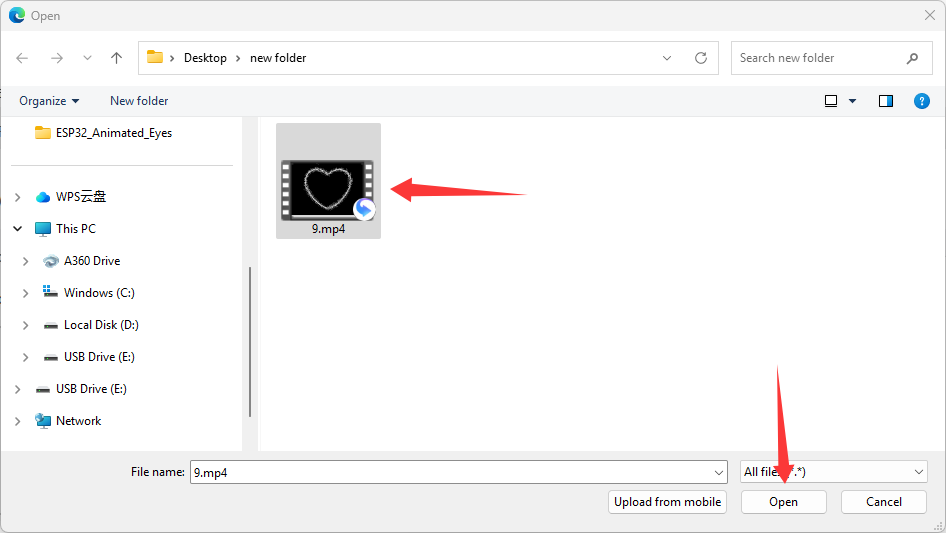 Open
Desktop
new folder
Search new folder
Organize
New folder
ESP32_Animated_Eyes
WPS云盘
This PC
A360 Drive
Windows (C:)
Local Disk (D:)
USB Drive (E:)
USB Drive (E:)
Network
9.mp4
File name:
9.mp4
All file .*)
Upload from mobile
Open
Cancel